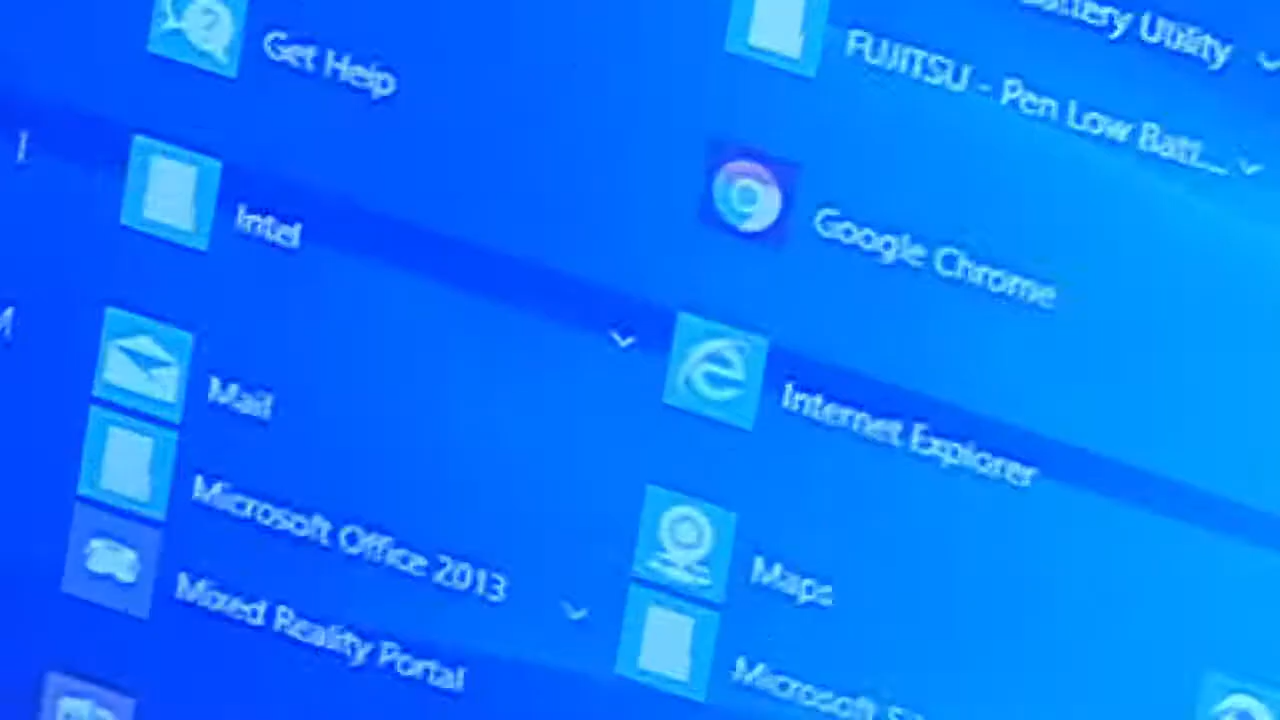 Battery Utility
Get Help
FUJITSU - Pen Low Batt...
I
Intel
Google Chrome
M
Mail
Internet Explorer
Microsoft Office 2013
Maps
Mixed Reality Portal
Microsoft